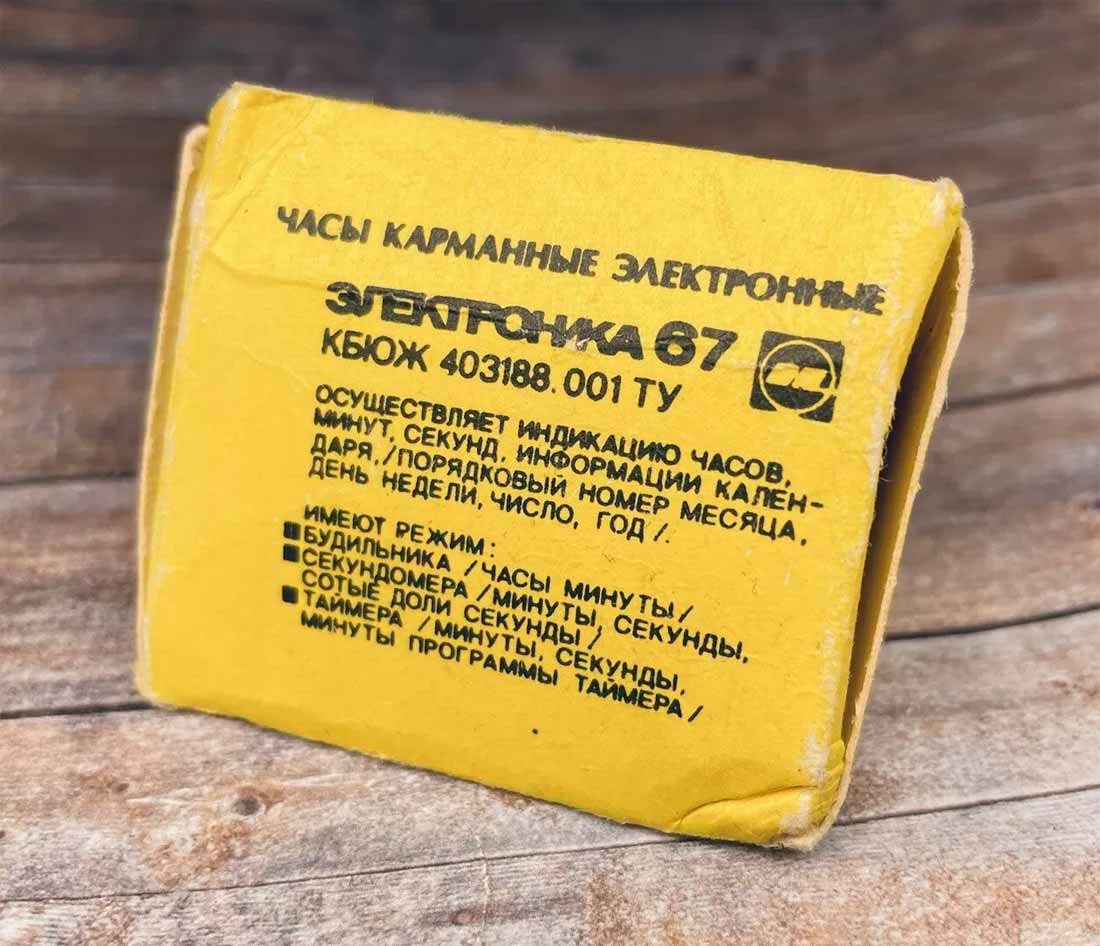 ЧАСЫ КАРМАННЫЕ ЭЛЕКТРОННЫЕ
ЭЛЕКТРОНИКА 67
КБЮЖ 403188.001 ТУ
ОСУЩЕСТВЛЯЕТ ИНДИКАЦИЮ ЧАСОВ,
МИНУТ, СЕКУНД, ИНФОРМАЦИИ КАЛЕН-
ДАРЯ, /ПОРЯДКОВЫЙ НОМЕР МЕСЯЦА,
ДЕНЬ НЕДЕЛИ, ЧИСЛО, ГОД /.
ИМЕЮТ РЕЖИМ:
■ БУДИЛЬНИКА /ЧАСЫ МИНУТЫ/
■ СЕКУНДОМЕРА /МИНУТЫ, СЕКУНДЫ,
СОТЫЕ ДОЛИ СЕКУНДЫ /
■ ТАЙМЕРА /МИНУТЫ, СЕКУНДЫ,
МИНУТЫ ПРОГРАММЫ ТАЙМЕРА /